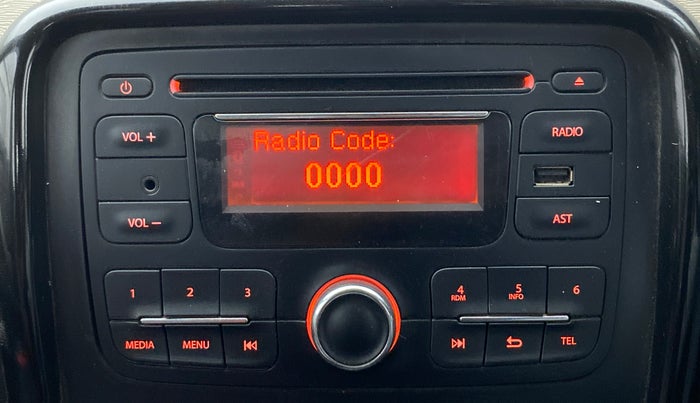 Radio Code:
0000
VOL +
RADIO
VOL −
AST
1 2 3
4 5 6
RDM INFO
MEDIA MENU
TEL